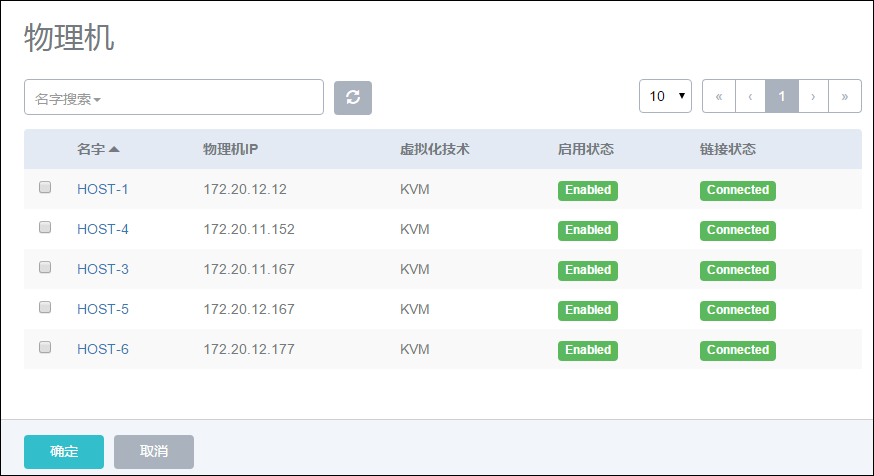 物理机
名字搜索
10 « ‹ 1 › »
名字 物理机IP 虚拟化技术 启用状态 链接状态
HOST-1 172.20.12.12 KVM Enabled Connected
HOST-4 172.20.11.152 KVM Enabled Connected
HOST-3 172.20.11.167 KVM Enabled Connected
HOST-5 172.20.12.167 KVM Enabled Connected
HOST-6 172.20.12.177 KVM Enabled Connected
确定 取消